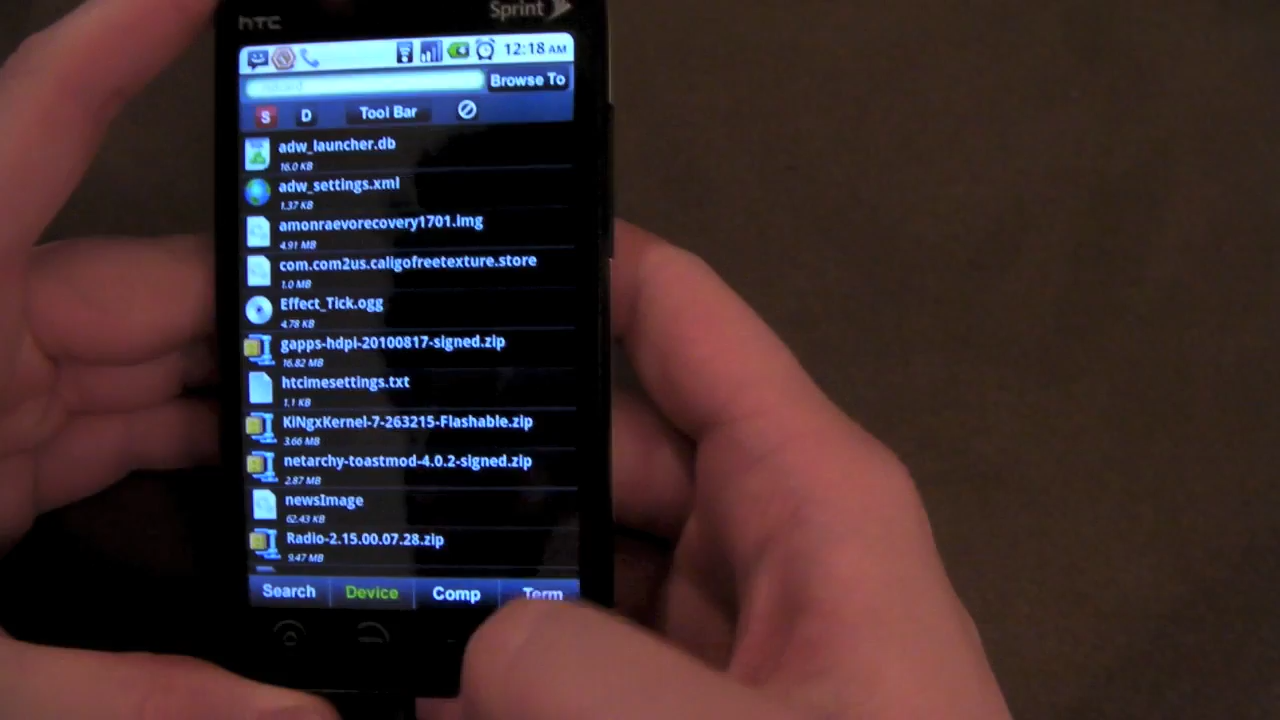 htc
Sprint
12:18 AM
Browse To
S
D
Tool Bar
adw_launcher.db
16.0 KB
adw_settings.xml
1.37 KB
amonraevorecovery1701.img
4.91 MB
com.com2us.caligofreetexture.store
1.0 MB
Effect_Tick.ogg
4.78 KB
gapps-hdpi-20100817-signed.zip
16.82 MB
htcimesettings.txt
1.1 KB
KiNgxKernel-7-263215-Flashable.zip
3.66 MB
netarchy-toastmod-4.0.2-signed.zip
2.87 MB
newsImage
62.43 KB
Radio-2.15.00.07.28.zip
9.47 MB
Search
Device
Comp
Term